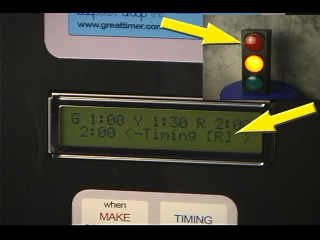 www.greattimer.com
G 1:00 Y 1:30 R 2:00
2:00 <-Timing [R] >
when
MAKE
TIMING